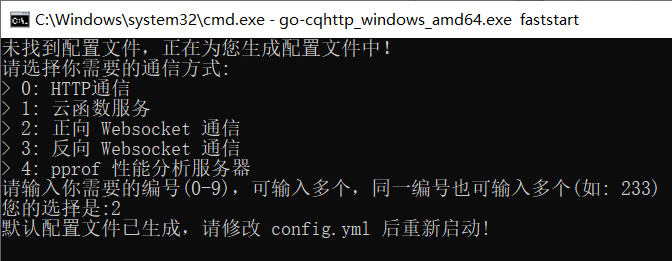 C:\Windows\system32\cmd.exe - go-cqhttp_windows_amd64.exe faststart
未找到配置文件，正在为您生成配置文件中！
请选择你需要的通信方式:
> 0: HTTP通信
> 1: 云函数服务
> 2: 正向 Websocket 通信
> 3: 反向 Websocket 通信
> 4: pprof 性能分析服务器
请输入你需要的编号(0-9)，可输入多个，同一编号也可输入多个(如: 233)
您的选择是:2
默认配置文件已生成，请修改 config.yml 后重新启动!